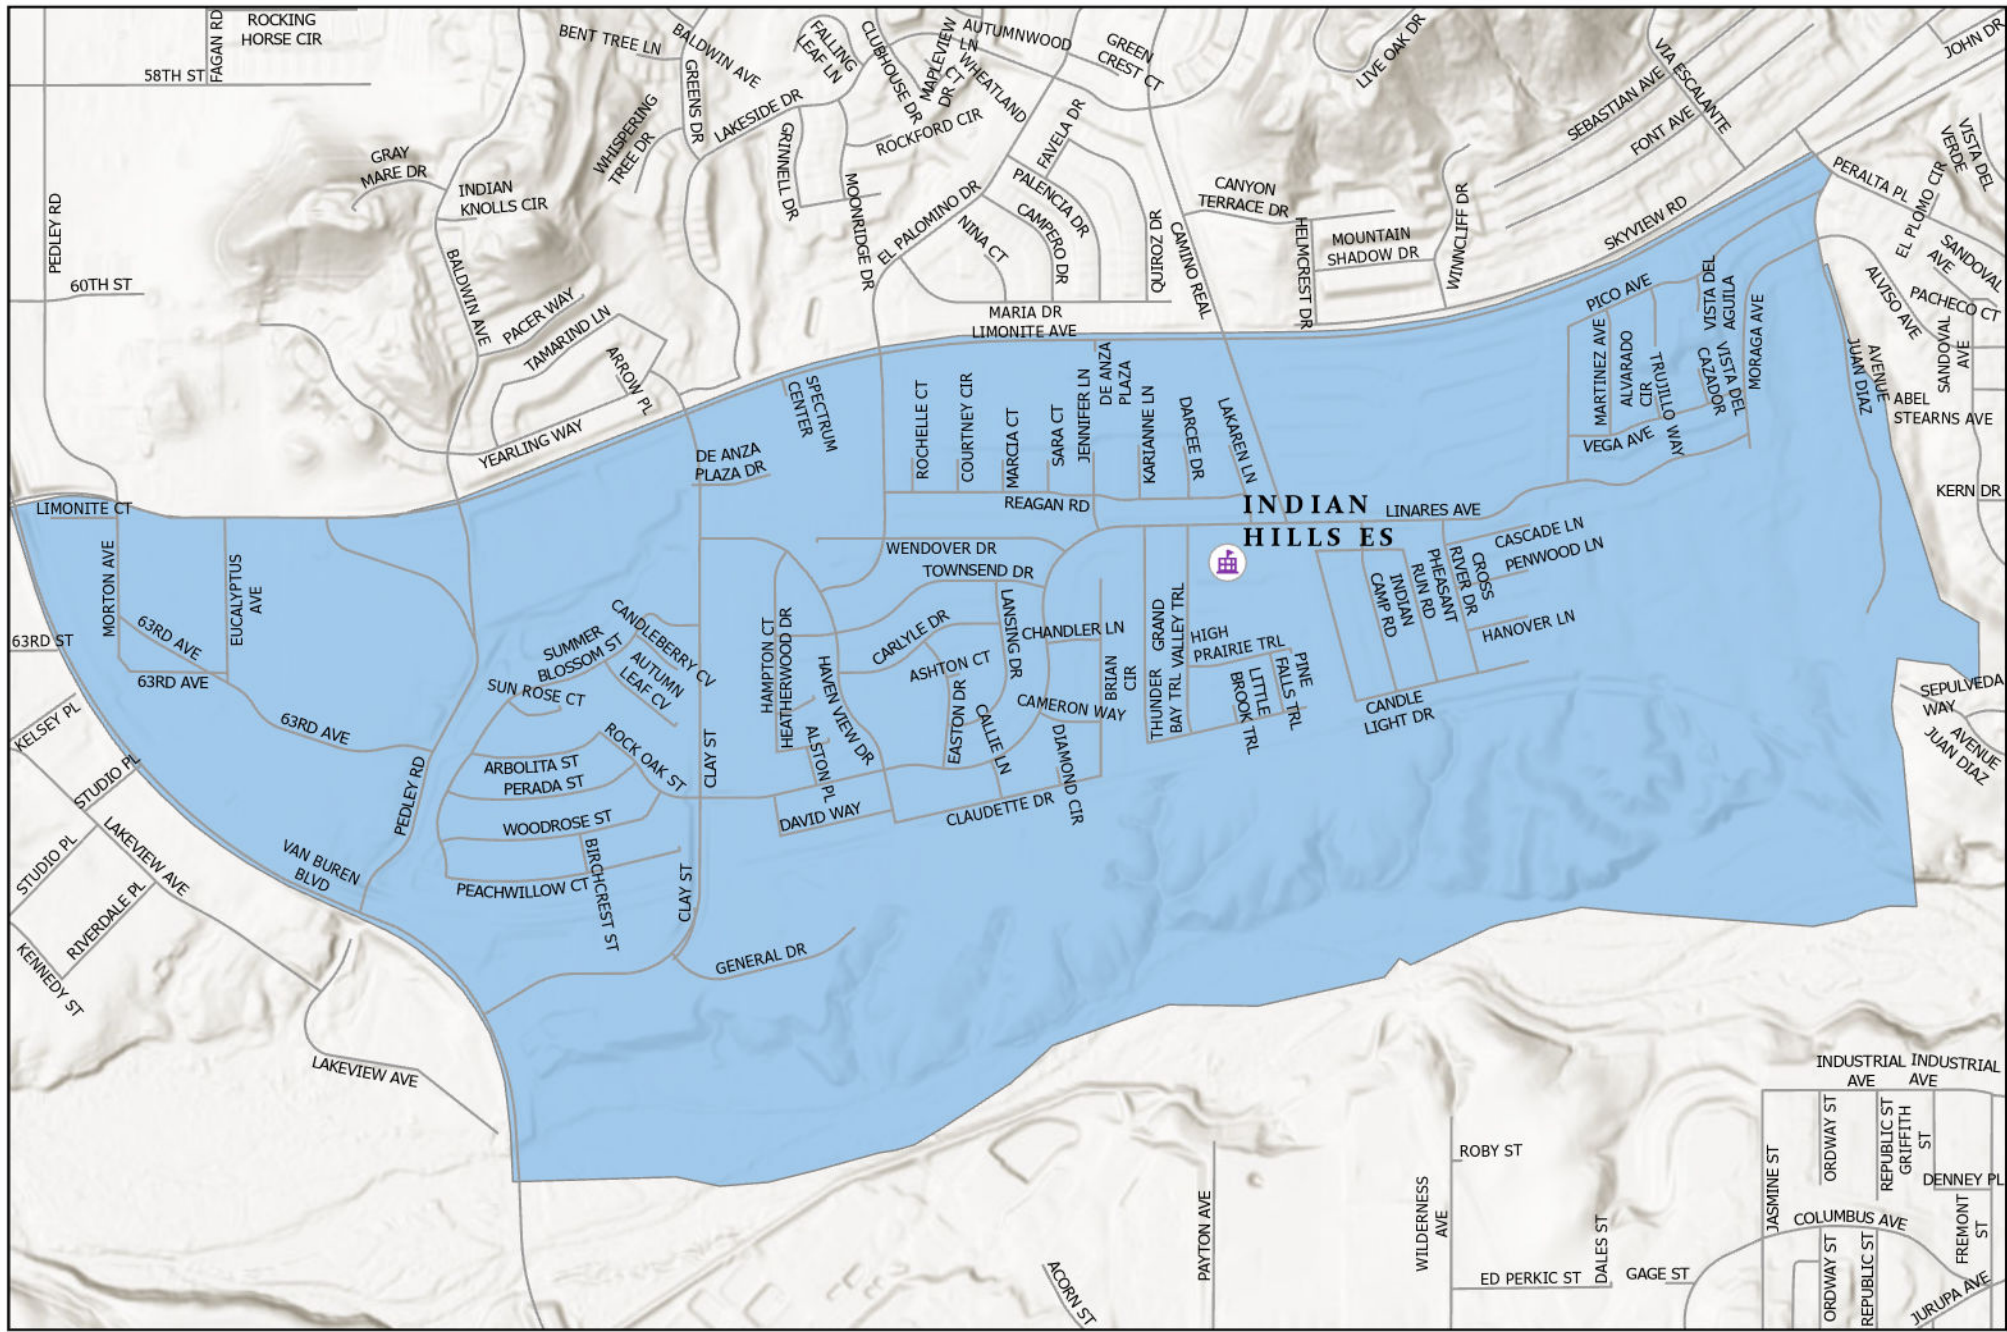 ROCKING
HORSE CIR
FAGAN RD
58TH ST
BENT TREE LN
BALDWIN AVE
FALLING
LEAF LN
CLUBHOUSE DR
MAPLEVIEW
CT
DR
AUTUMNWOOD
LN
WHEATLAND
GREEN
CREST CT
LIVE OAK DR
VIA ESCALANTE
JOHN DR
SEBASTIAN AVE
FONT AVE
GREENS DR
LAKESIDE DR
WHISPERING
TREE DR
GRINNELL DR
ROCKFORD CIR
FAVELA DR
GRAY
MARE DR
INDIAN
KNOLLS CIR
MOONRIDGE DR
EL PALOMINO DR
PALENCIA DR
CAMPERO DR
NINA CT
QUIROZ DR
CAMINO REAL
CANYON
TERRACE DR
HELMCREST DR
MOUNTAIN
SHADOW DR
WINNCLIFF DR
SKYVIEW RD
PERALTA PL
VISTA DEL
VERDE
EL PLOMO CIR
SANDOVAL
AVE
PEDLEY RD
60TH ST
BALDWIN AVE
PACER WAY
TAMARIND LN
ARROW PL
YEARLING WAY
MARIA DR
LIMONITE AVE
PICO AVE
VISTA DEL
AGUILA
MARTINEZ AVE
ALVARADO
CIR
TRUJILLO WAY
VISTA DEL
CAZADOR
MORAGA AVE
VEGA AVE
ALVISO AVE
PACHECO CT
SANDOVAL
AVE
AVENUE
JUAN DIAZ
ABEL
STEARNS AVE
KERN DR
SPECTRUM
CENTER
DE ANZA
PLAZA DR
ROCHELLE CT
COURTNEY CIR
MARCIA CT
SARA CT
JENNIFER LN
DE ANZA
PLAZA
KARIANNE LN
DARCEE DR
LAKAREN LN
REAGAN RD
INDIAN
HILLS ES
LINARES AVE
LIMONITE CT
MORTON AVE
EUCALYPTUS
AVE
63RD ST
63RD AVE
63RD AVE
63RD AVE
WENDOVER DR
TOWNSEND DR
CASCADE LN
PENWOOD LN
CROSS
RIVER DR
PHEASANT
RUN RD
INDIAN
CAMP RD
HANOVER LN
CANDLEBERRY CV
SUMMER
BLOSSOM ST
AUTUMN
LEAF CV
SUN ROSE CT
HAMPTON CT
HEATHERWOOD DR
HAVEN VIEW DR
CARLYLE DR
ASHTON CT
LANSING DR
CHANDLER LN
BRIAN
CIR
CAMERON WAY
THUNDER
BAY TRL
GRAND
VALLEY TRL
HIGH
PRAIRIE TRL
PINE
FALLS TRL
LITTLE
BROOK TRL
CANDLE
LIGHT DR
SEPULVEDA
WAY
AVENUE
JUAN DIAZ
KELSEY PL
STUDIO PL
LAKEVIEW AVE
STUDIO PL
RIVERDALE PL
KENNEDY ST
PEDLEY RD
VAN BUREN
BLVD
ARBOLITA ST
PERADA ST
ROCK OAK ST
CLAY ST
ALSTON PL
EASTON DR
CALLIE LN
DIAMOND CIR
WOODROSE ST
DAVID WAY
CLAUDETTE DR
PEACHWILLOW CT
BIRCHCREST ST
CLAY ST
GENERAL DR
LAKEVIEW AVE
INDUSTRIAL
AVE
INDUSTRIAL
AVE
ORDWAY ST
REPUBLIC ST
GRIFFITH
ST
DENNEY PL
JASMINE ST
COLUMBUS AVE
FREMONT
ST
ORDWAY ST
REPUBLIC ST
JURUPA AVE
ROBY ST
WILDERNESS
AVE
PAYTON AVE
ACORN ST
ED PERKIC ST
DALES ST
GAGE ST